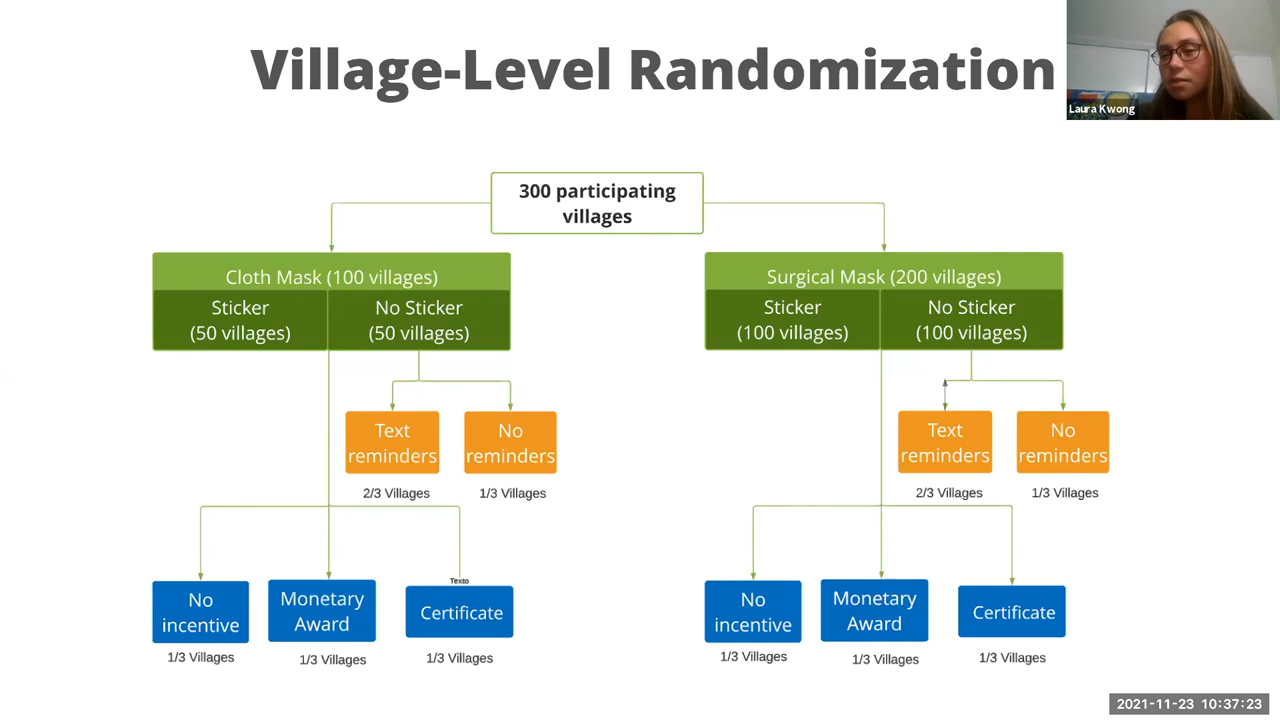 Village-Level Randomization
Laura Kwong
300 participating
villages
Cloth Mask (100 villages)
Sticker
(50 villages)
No Sticker
(50 villages)
Surgical Mask (200 villages)
Sticker
(100 villages)
No Sticker
(100 villages)
Text
reminders
2/3 Villages
No
reminders
1/3 Villages
Text
reminders
2/3 Villages
No
reminders
1/3 Villages
No
incentive
1/3 Villages
Monetary
Award
1/3 Villages
Texto
Certificate
1/3 Villages
No
incentive
1/3 Villages
Monetary
Award
1/3 Villages
Certificate
1/3 Villages
2021-11-23 10:37:23